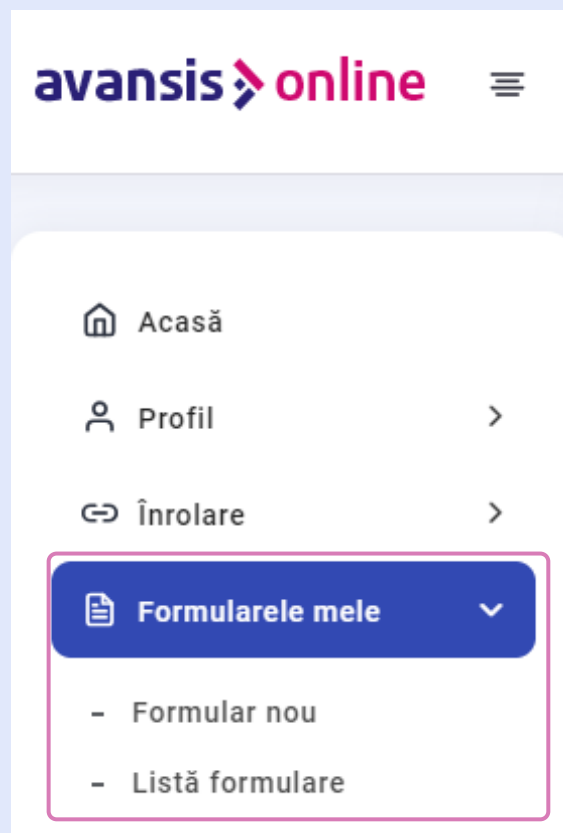 avansis online
Acasă
Profil
Înrolare
Formularele mele
- Formular nou
- Listă formulare